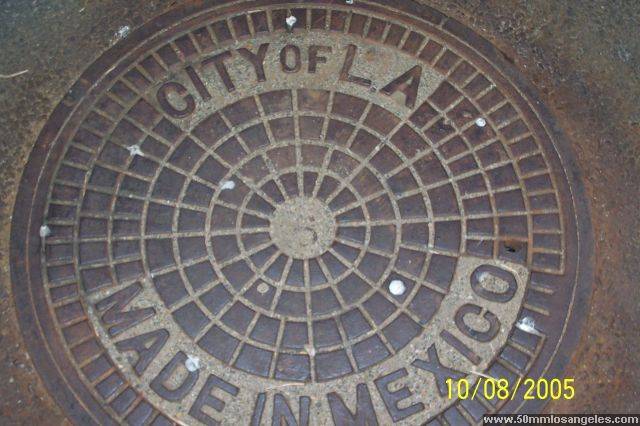 CITY OF L.A
S
MADE IN MEXICO
10/08/2005
www.50mmlosangeles.com